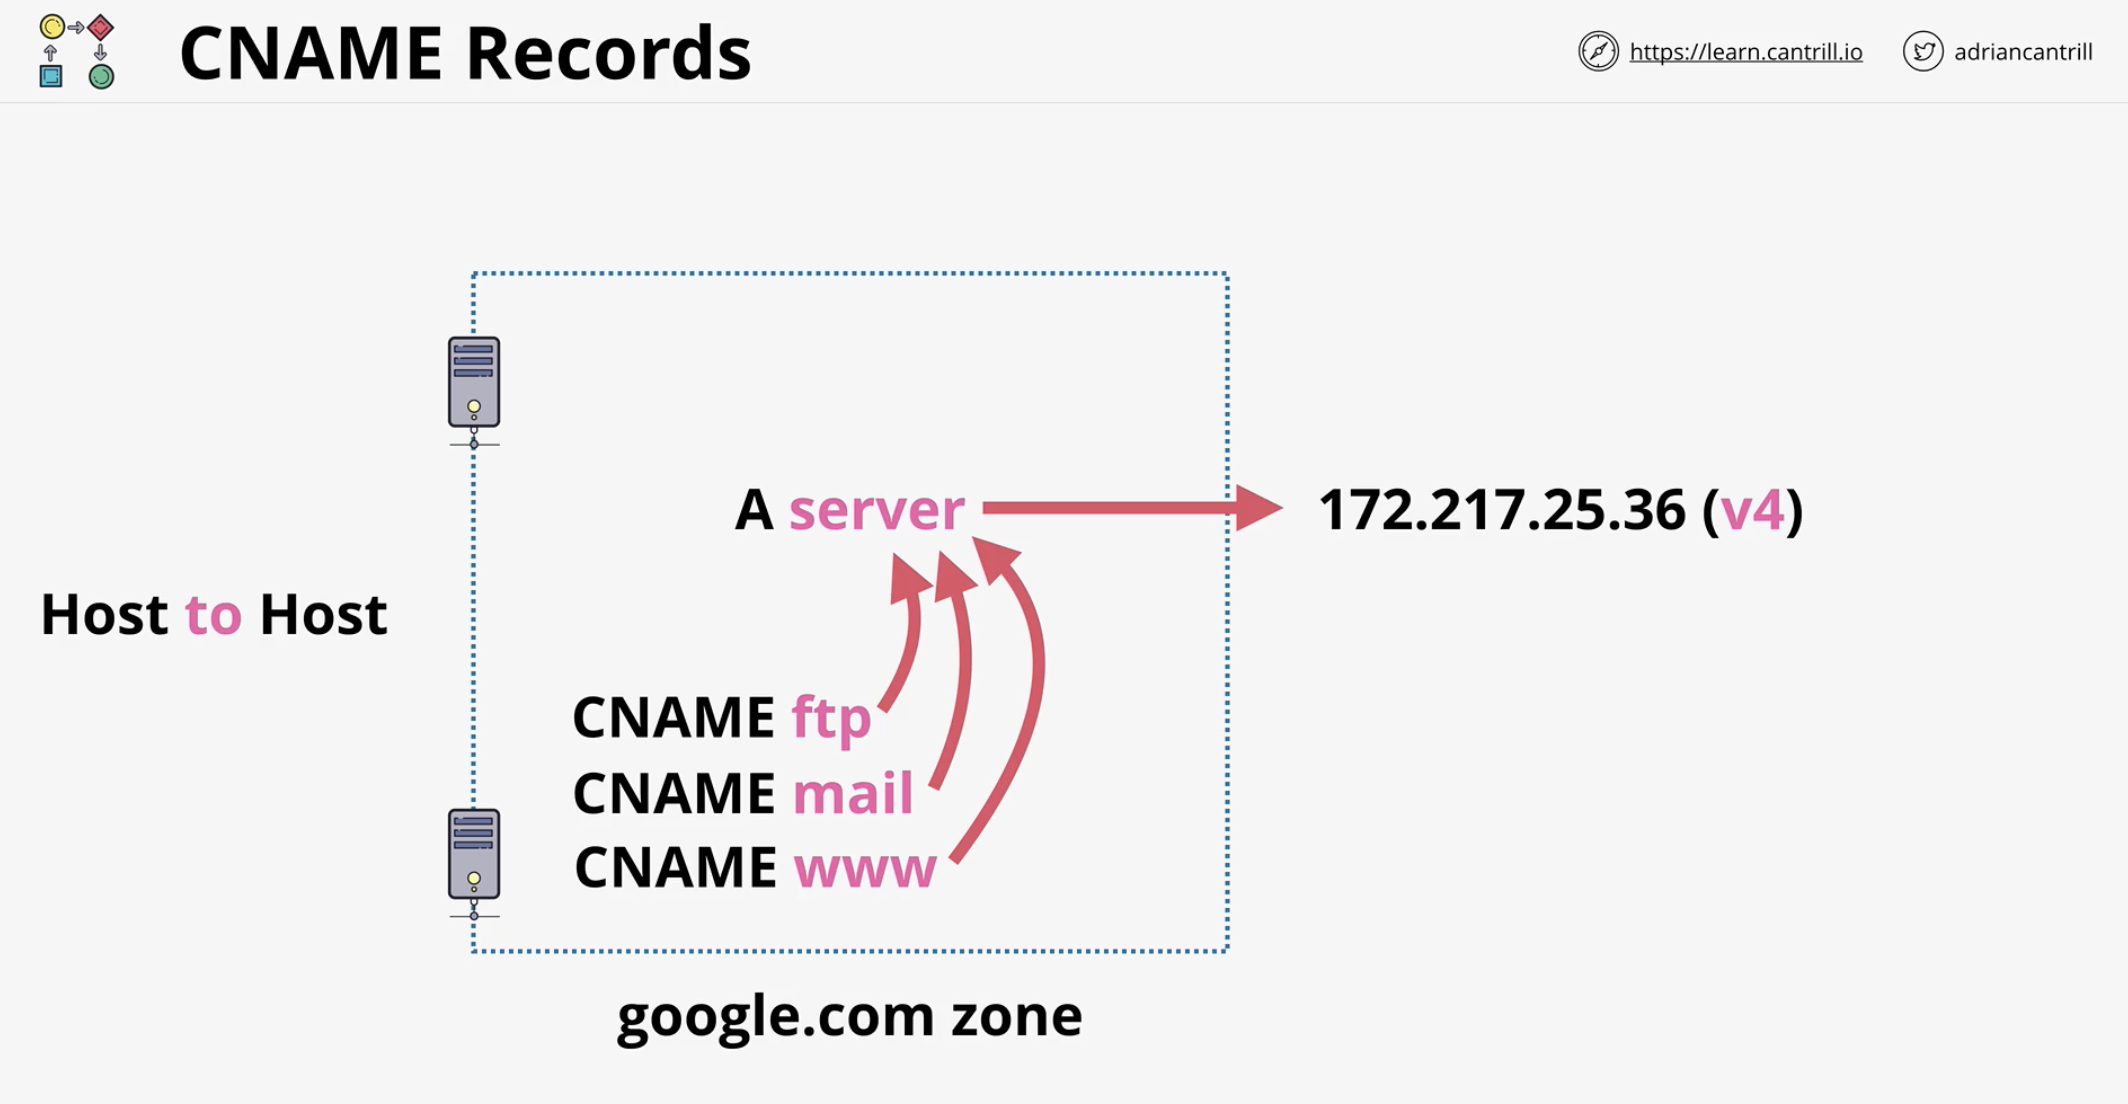 CNAME Records
https://learn.cantrill.io
adriancantrill
A server
172.217.25.36 (v4)
Host to Host
CNAME ftp
CNAME mail
CNAME www
google.com zone